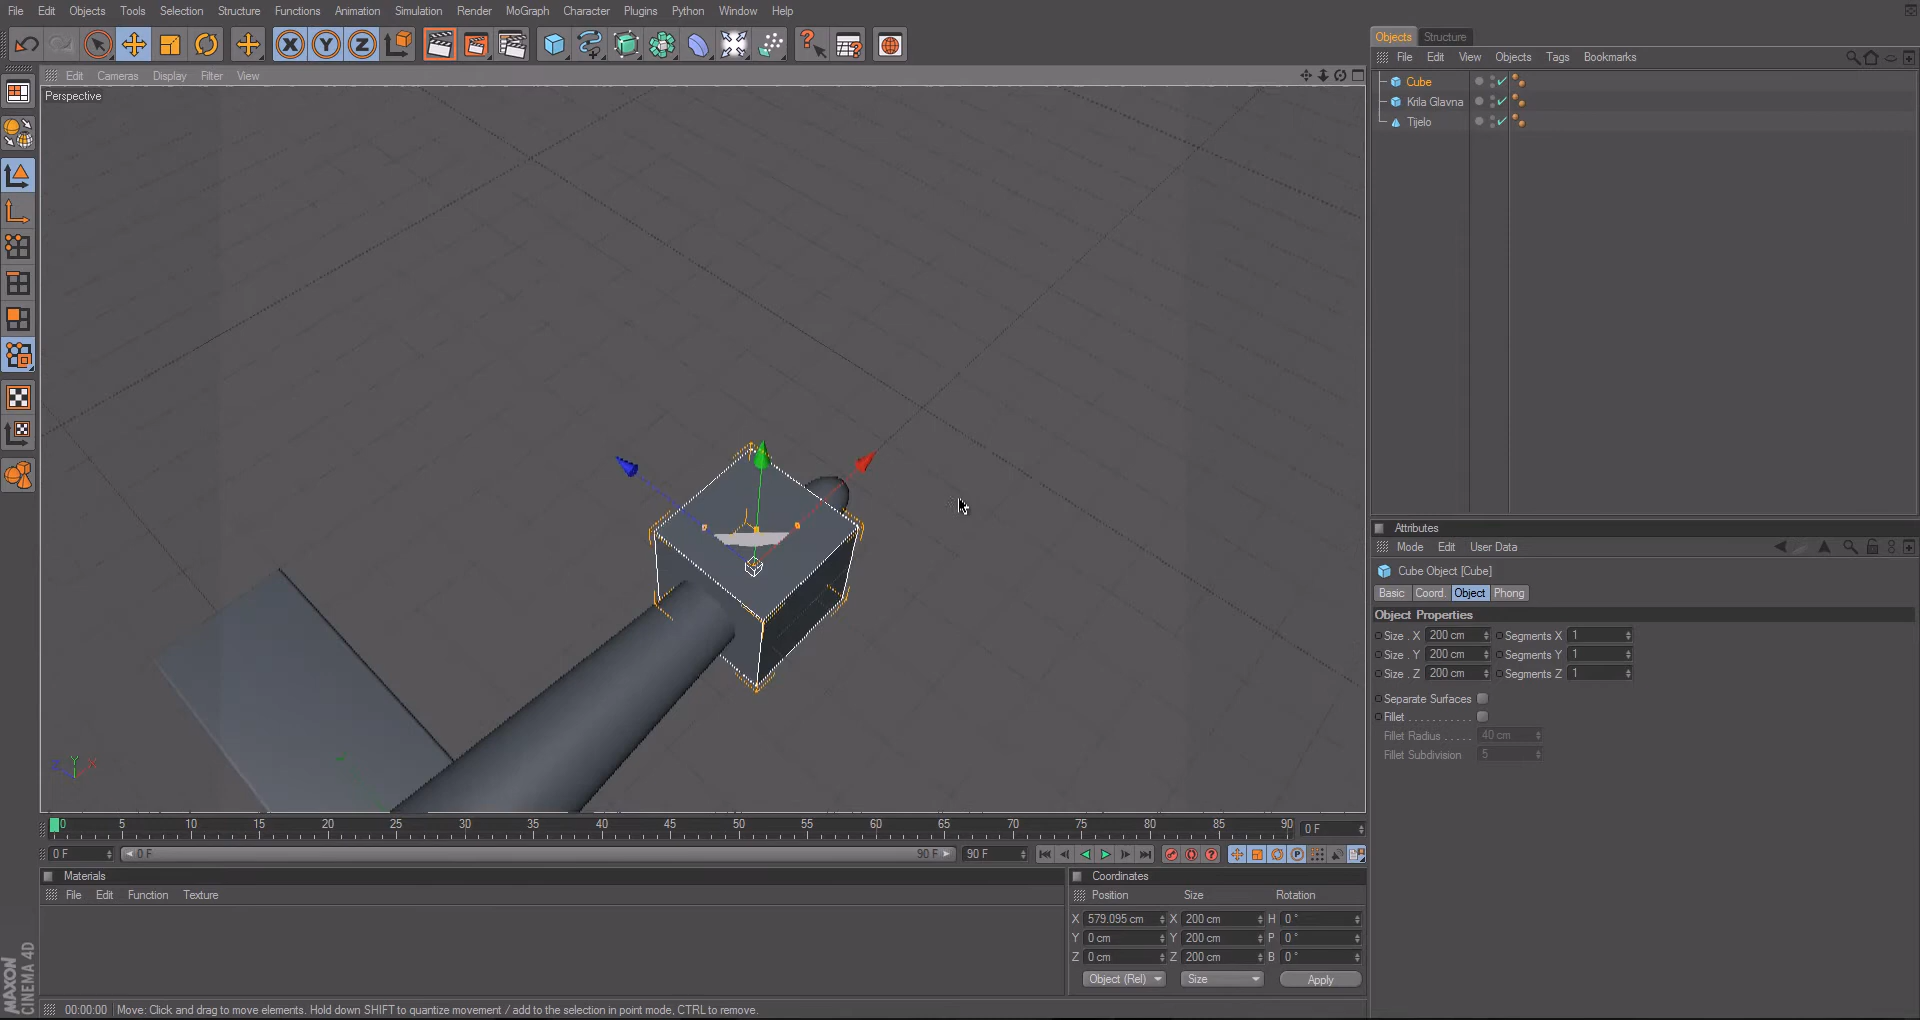 File Edit Objects Tools Selection Structure Functions Animation Simulation Render MoGraph Character Plugins Python Window Help
Edit Cameras Display Filter View
Perspective
Objects Structure
File Edit View Objects Tags Bookmarks
Cube
Krila Glavna
Tijelo
Attributes
Mode Edit User Data
Cube Object [Cube]
Basic Coord. Object Phong
Object Properties
Size . X 200 cm Segments X 1
Size . Y 200 cm Segments Y 1
Size . Z 200 cm Segments Z 1
Separate Surfaces
Fillet . . . . . . . . . . .
Fillet Radius . . . . . 40 cm
Fillet Subdivision 5
X Y Z
Y X
0 5 10 15 20 25 30 35 40 45 50 55 60 65 70 75 80 85 90 0 F
0 F 0 F 90 F 90 F
Materials
File Edit Function Texture
Coordinates
Position Size Rotation
X 579.095 cm X 200 cm H 0 °
Y 0 cm Y 200 cm P 0 °
Z 0 cm Z 200 cm B 0 °
Object (Rel) Size Apply
MAXON
CINEMA 4D
00:00:00 Move: Click and drag to move elements. Hold down SHIFT to quantize movement / add to the selection in point mode, CTRL to remove.